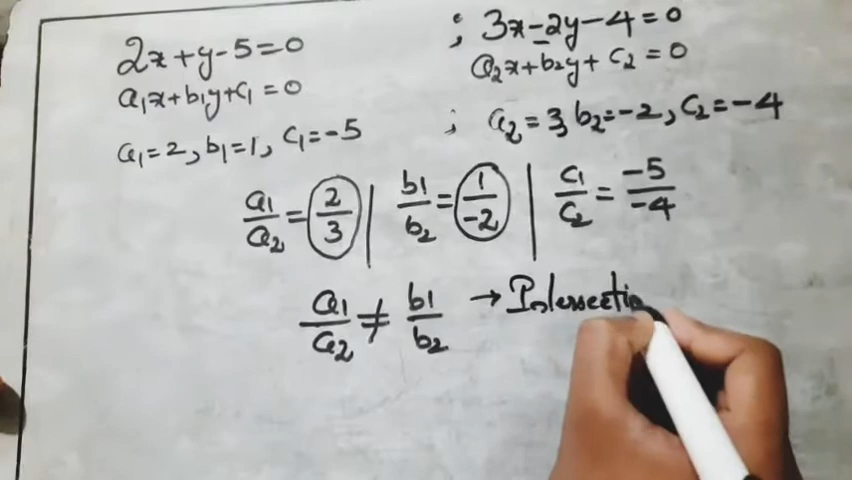 2x+y-5=0 ; 3x-2y-4=0
a₁x+b₁y+c₁=0 a₂x+b₂y+c₂=0
a₁=2, b₁=1, c₁=-5 ; a₂=3, b₂=-2, c₂=-4
a₁/a₂ = 2/3 | b₁/b₂ = 1/-2 | c₁/c₂ = -5/-4
a₁/a₂ ≠ b₁/b₂ → Intersectin